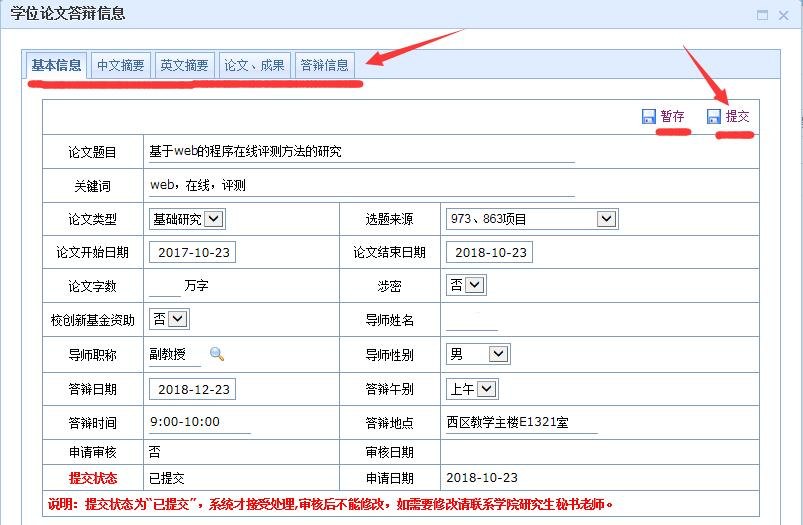 学位论文答辩信息
基本信息 中文摘要 英文摘要 论文、成果 答辩信息
暂存 提交
论文题目 基于web的程序在线评测方法的研究
关键词 web，在线，评测
论文类型 基础研究 选题来源 973、863项目
论文开始日期 2017-10-23 论文结束日期 2018-10-23
论文字数 万字 涉密 否
校创新基金资助 否 导师姓名
导师职称 副教授 导师性别 男
答辩日期 2018-12-23 答辩午别 上午
答辩时间 9:00-10:00 答辩地点 西区教学主楼E1321室
申请审核 否 审核日期
提交状态 已提交 申请日期 2018-10-23
说明：提交状态为“已提交”，系统才接受处理,审核后不能修改，如需要修改请联系学院研究生秘书老师。